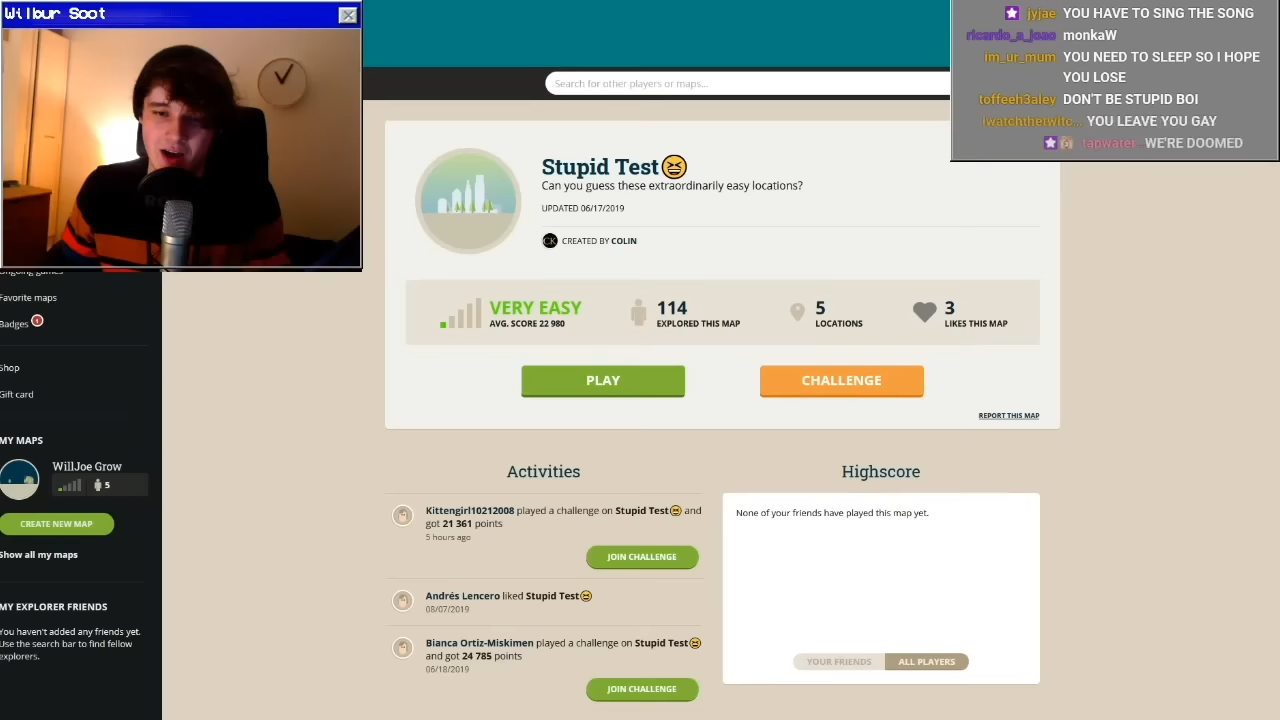 Wilbur Soot
jyjae YOU HAVE TO SING THE SONG
ricardo_a_joao monkaW
im_ur_mum YOU NEED TO SLEEP SO I HOPE
YOU LOSE
toffeeh3aley DON'T BE STUPID BOI
iwatchtherwitc... YOU LEAVE YOU GAY
tapwater... WE'RE DOOMED
Search for other players or maps...
Stupid Test😆
Can you guess these extraordinarily easy locations?
UPDATED 06/17/2019
CK CREATED BY COLIN
VERY EASY
AVG. SCORE 22 980
114
EXPLORED THIS MAP
5
LOCATIONS
3
LIKES THIS MAP
PLAY
CHALLENGE
REPORT THIS MAP
Ongoing games
Favorite maps
Badges 1
Shop
Gift card
MY MAPS
WillJoe Grow
5
CREATE NEW MAP
Show all my maps
MY EXPLORER FRIENDS
You haven't added any friends yet.
Use the search bar to find fellow
explorers.
Activities
Kittengirl10212008 played a challenge on Stupid Test😆 and
got 21 361 points
5 hours ago
JOIN CHALLENGE
Andrés Lencero liked Stupid Test😆
08/07/2019
Bianca Ortiz-Miskimen played a challenge on Stupid Test😆
and got 24 785 points
06/18/2019
JOIN CHALLENGE
Highscore
None of your friends have played this map yet.
YOUR FRIENDS
ALL PLAYERS